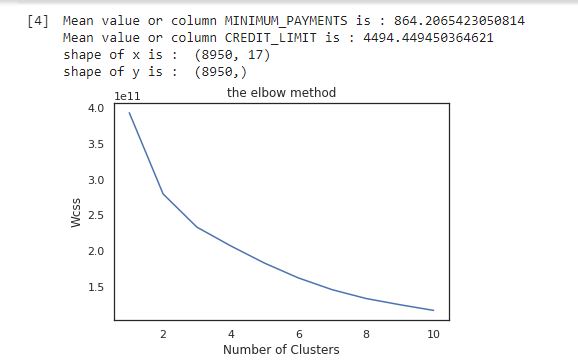 [4] Mean value or column MINIMUM_PAYMENTS is : 864.2065423050814
Mean value or column CREDIT_LIMIT is : 4494.449450364621
shape of x is : (8950, 17)
shape of y is : (8950,)
the elbow method
1e11
4.0
3.5
3.0
2.5
2.0
1.5
Wcss
2 4 6 8 10
Number of Clusters